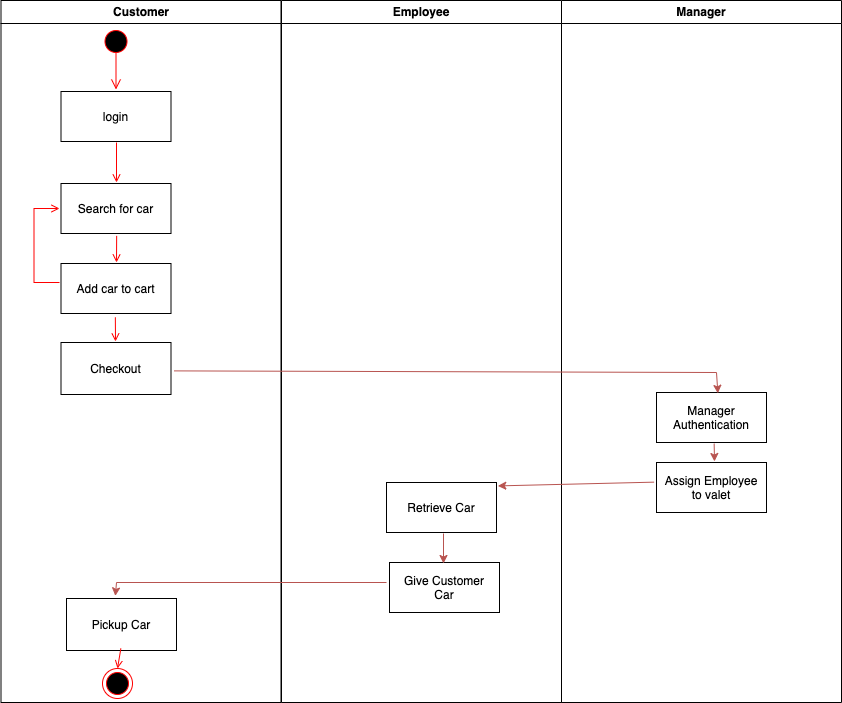 Customer
Employee
Manager
login
Search for car
Add car to cart
Checkout
Manager
Authentication
Assign Employee
to valet
Retrieve Car
Give Customer
Car
Pickup Car